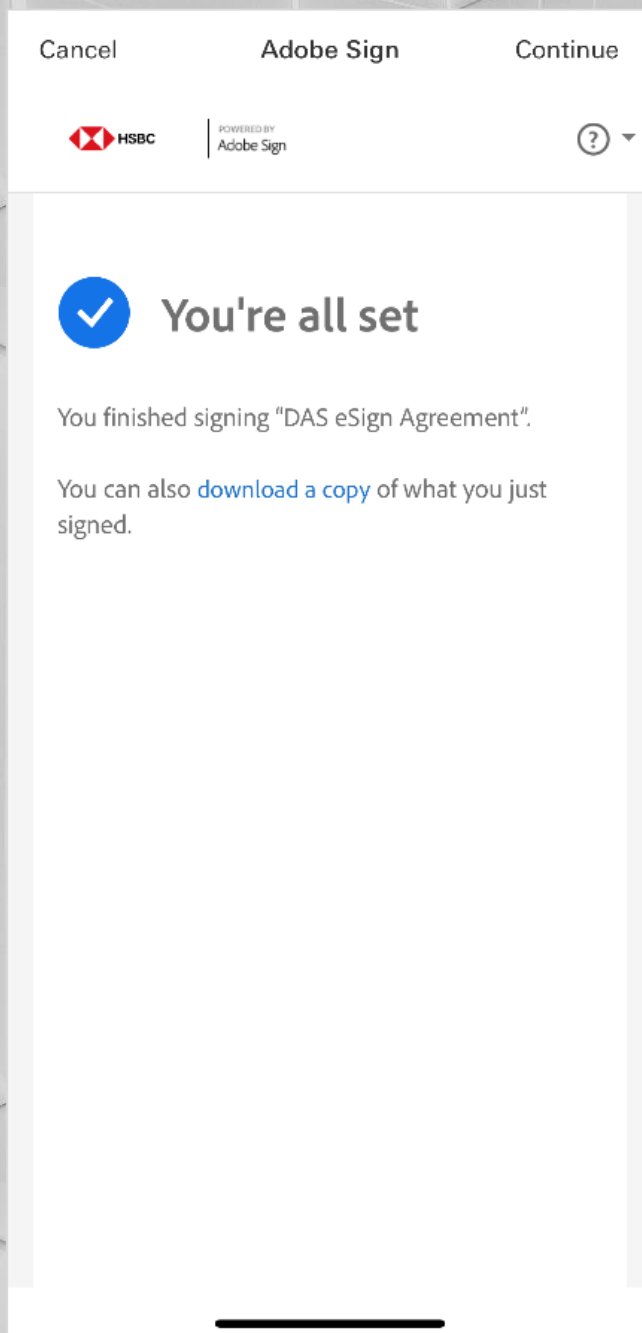 Cancel Adobe Sign Continue
HSBC POWERED BY
Adobe Sign
?
You're all set
You finished signing “DAS eSign Agreement”.
You can also download a copy of what you just
signed.